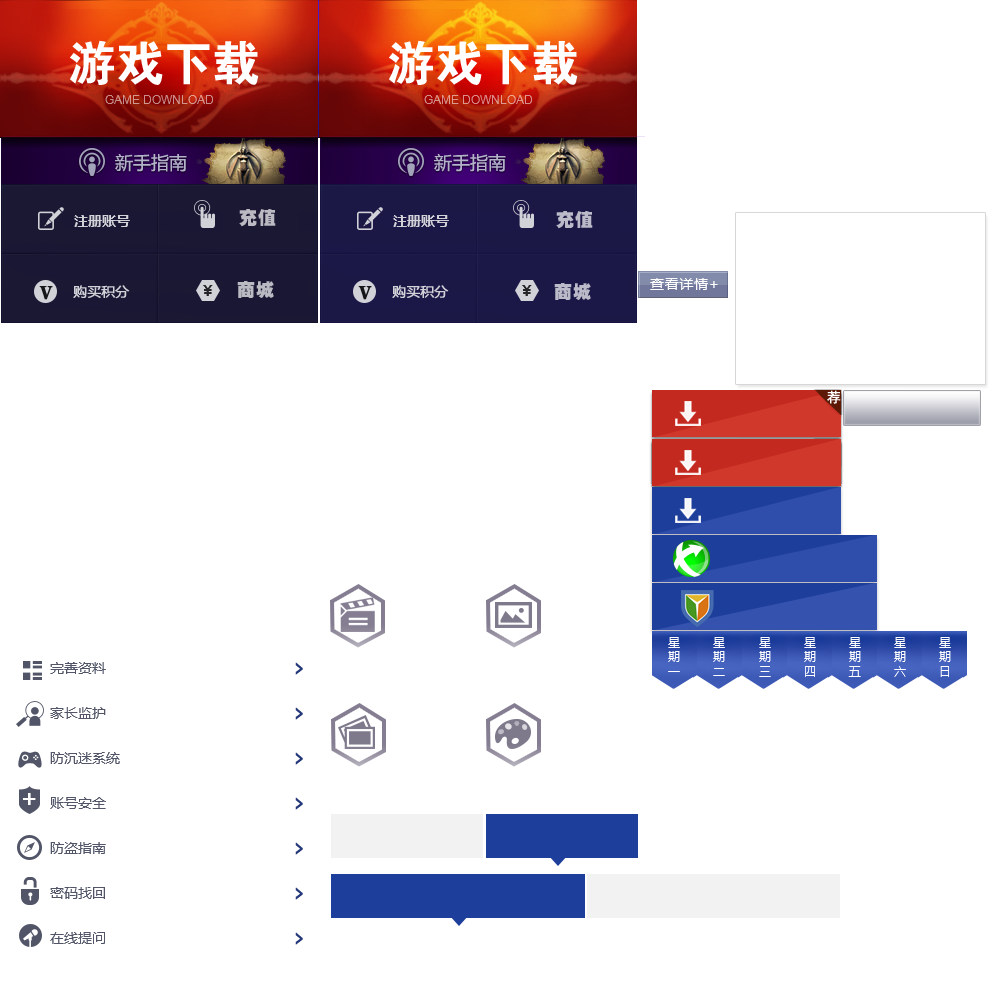 游戏下载
GAME DOWNLOAD
新手指南
注册账号
充值
购买积分
V
¥
商城
游戏下载
GAME DOWNLOAD
新手指南
注册账号
充值
购买积分
V
¥
商城
查看详情+
荐
星期一
星期二
星期三
星期四
星期五
星期六
星期日
完善资料
家长监护
防沉迷系统
账号安全
防盗指南
密码找回
在线提问